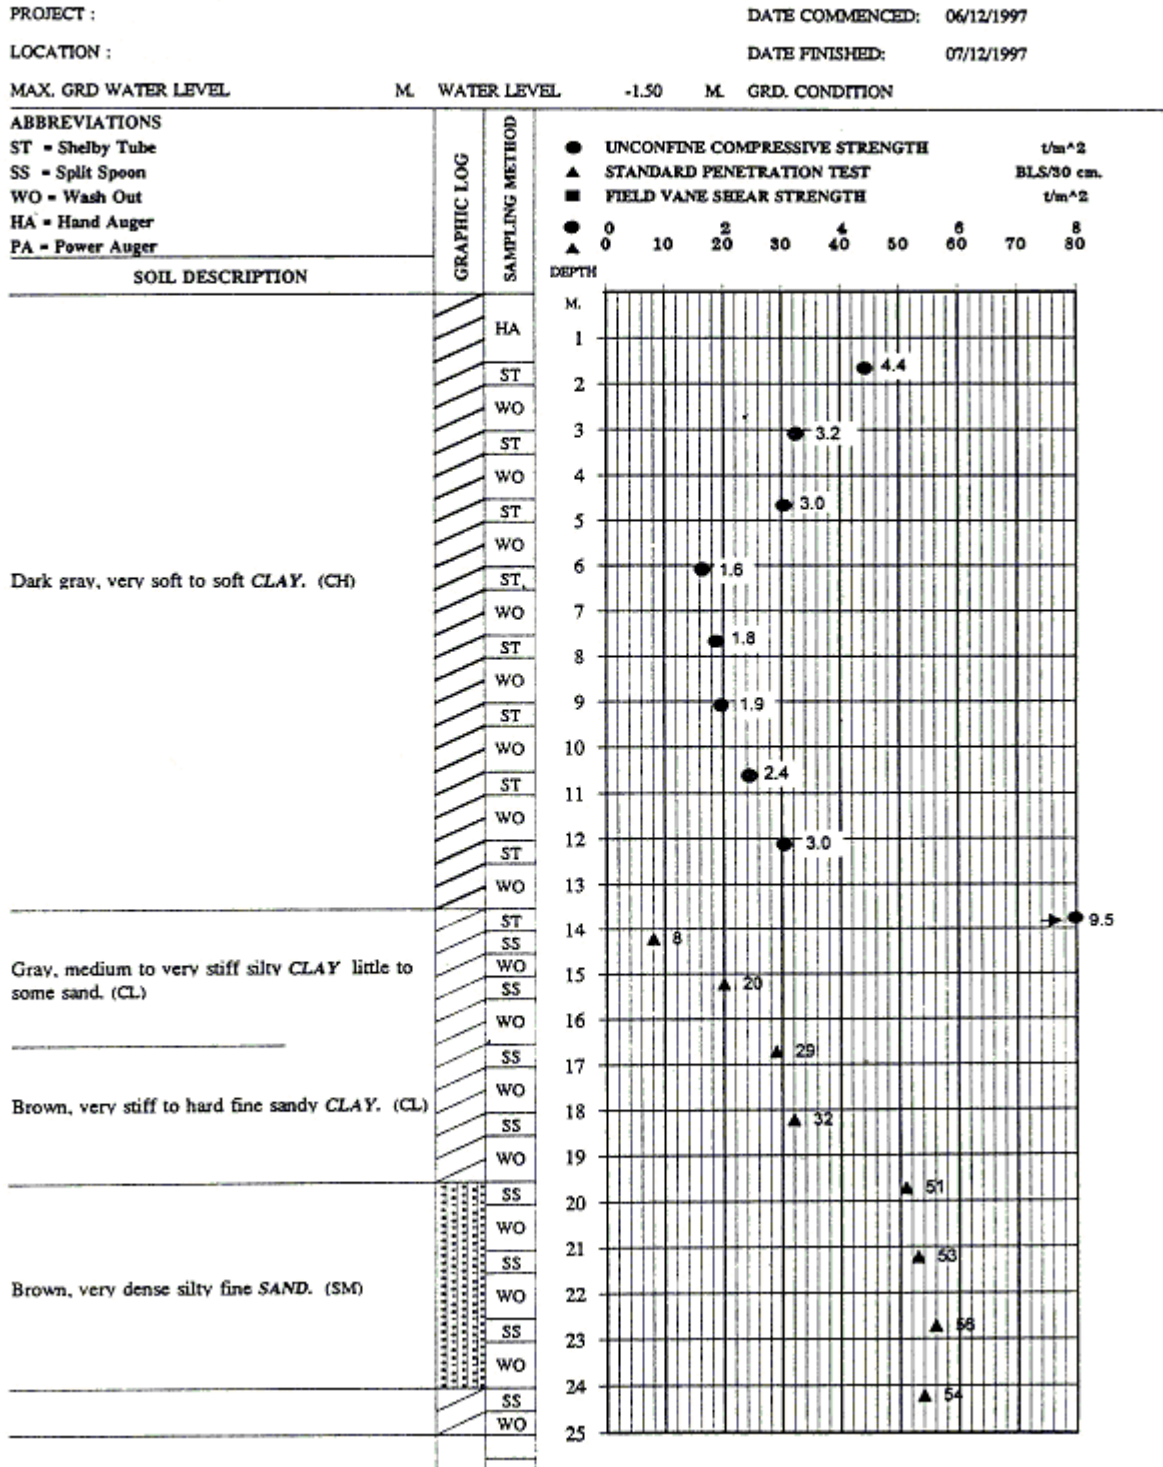 PROJECT : DATE COMMENCED: 06/12/1997
LOCATION : DATE FINISHED: 07/12/1997
MAX. GRD WATER LEVEL M. WATER LEVEL -1.50 M. GRD. CONDITION
ABBREVIATIONS
ST = Shelby Tube
SS = Split Spoon
WO = Wash Out
HA = Hand Auger
PA = Power Auger
SOIL DESCRIPTION
GRAPHIC LOG
SAMPLING METHOD
● UNCONFINE COMPRESSIVE STRENGTH t/m^2
▲ STANDARD PENETRATION TEST BLS/30 cm.
■ FIELD VANE SHEAR STRENGTH t/m^2
● 0 2 4 6 8
▲ 0 10 20 30 40 50 60 70 80
DEPTH
M.
HA
1
4.4
ST
2
WO
3
3.2
ST
4
WO
3.0
ST
5
WO
6
1.6
Dark gray, very soft to soft CLAY. (CH)
ST
7
WO
1.8
ST
8
WO
9
1.9
ST
10
WO
2.4
ST
11
WO
12
3.0
ST
13
WO
9.5
ST
14
8
SS
Gray, medium to very stiff silty CLAY little to
some sand. (CL)
WO
15
20
SS
16
WO
29
SS
17
WO
Brown, very stiff to hard fine sandy CLAY. (CL)
18
32
SS
19
WO
51
SS
20
WO
21
53
SS
22
Brown, very dense silty fine SAND. (SM)
WO
56
SS
23
WO
24
54
SS
WO
25